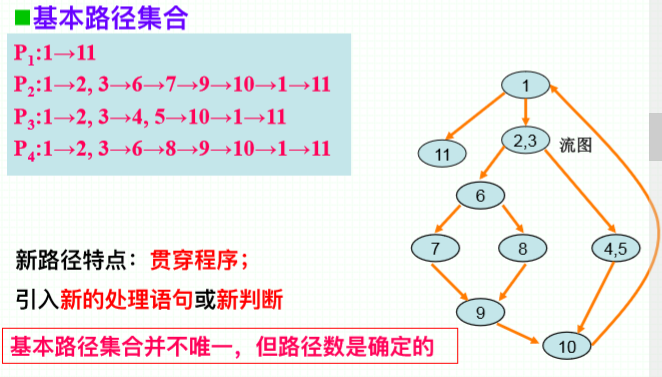 基本路径集合
P₁:1→11
P₂:1→2, 3→6→7→9→10→1→11
P₃:1→2, 3→4, 5→10→1→11
P₄:1→2, 3→6→8→9→10→1→11
1
2,3
流图
11
6
7
8
4,5
9
10
新路径特点：贯穿程序；
引入新的处理语句或新判断
基本路径集合并不唯一，但路径数是确定的